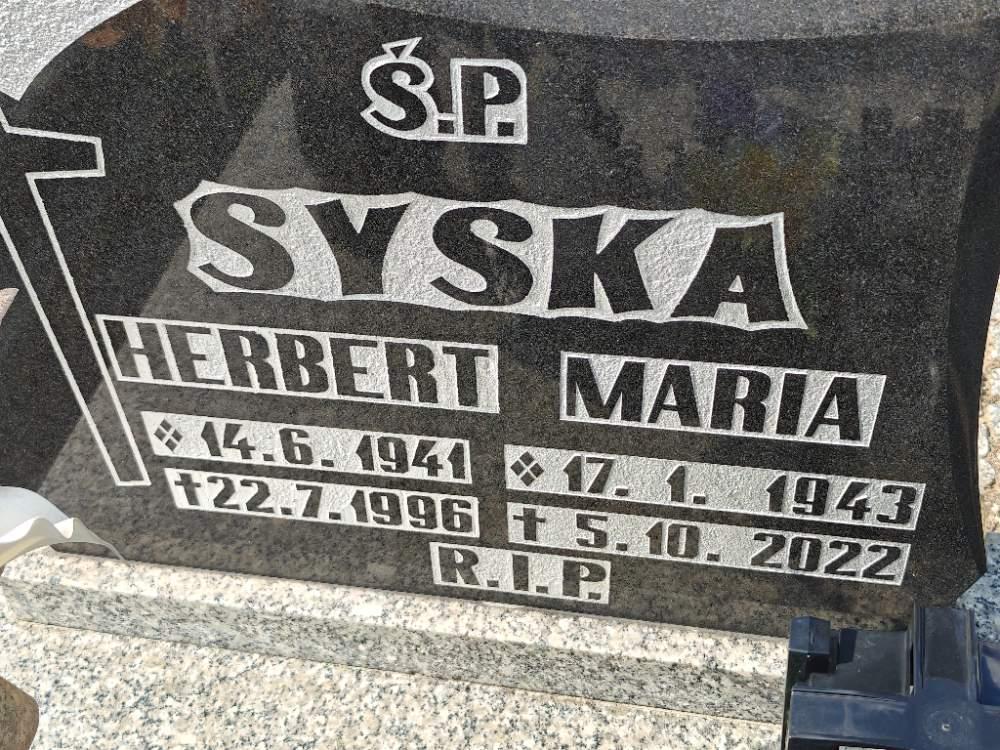 Ś.P.
SYSKA
HERBERT MARIA
❖ 14.6.1941 ❖ 17.1.1943
✝22.7.1996 ✝ 5.10.2022
R.I.P.